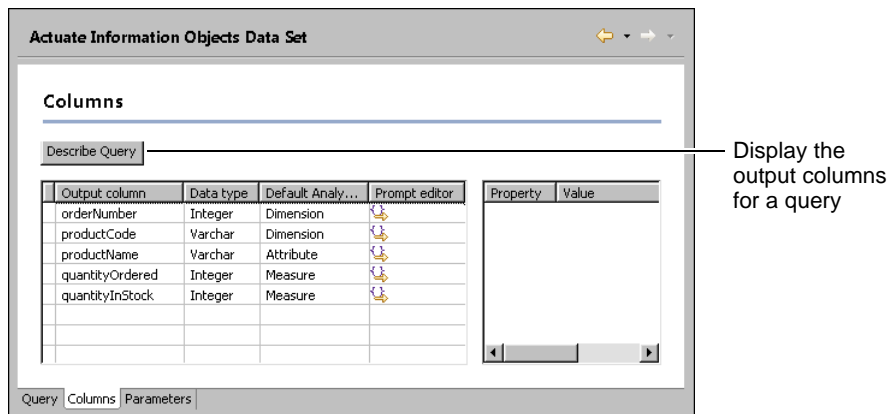 Actuate Information Objects Data Set
Columns
Describe Query
Display the
output columns
for a query
Output column Data type Default Analy... Prompt editor Property Value
orderNumber Integer Dimension
productCode Varchar Dimension
productName Varchar Attribute
quantityOrdered Integer Measure
quantityInStock Integer Measure
Query Columns Parameters